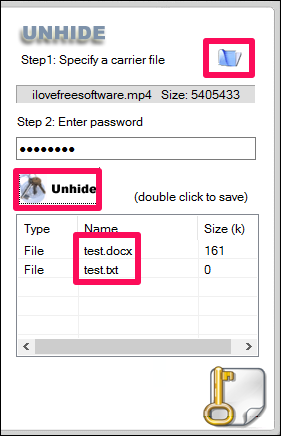 UNHIDE
Step1: Specify a carrier file
ilovefreesoftware.mp4 Size: 5405433
Step 2: Enter password
●●●●●●●●
Unhide
(double click to save)
Type Name Size (k)
File test.docx 161
File test.txt 0